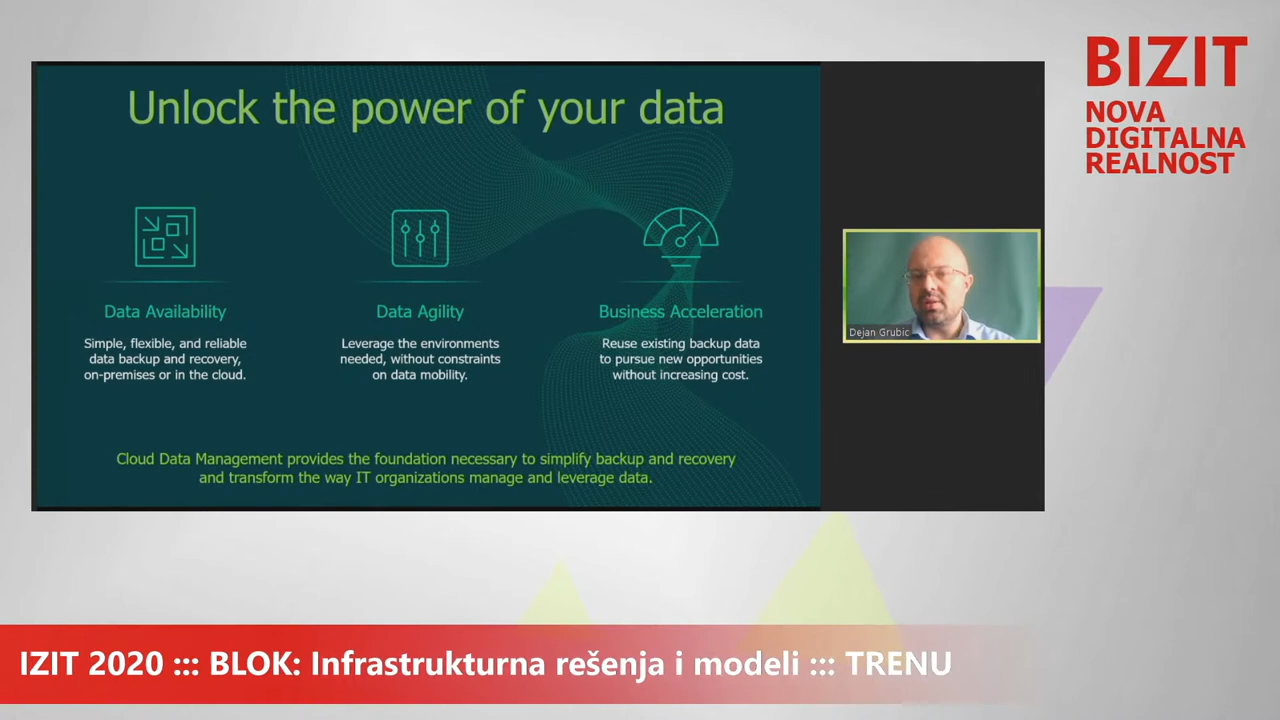 Unlock the power of your data
Data Availability
Simple, flexible, and reliable
data backup and recovery,
on-premises or in the cloud.
Data Agility
Leverage the environments
needed, without constraints
on data mobility.
Business Acceleration
Reuse existing backup data
to pursue new opportunities
without increasing cost.
Cloud Data Management provides the foundation necessary to simplify backup and recovery
and transform the way IT organizations manage and leverage data.
Dejan Grubic
BIZIT
NOVA
DIGITALNA
REALNOST
IZIT 2020 ::: BLOK: Infrastrukturna rešenja i modeli ::: TRENU